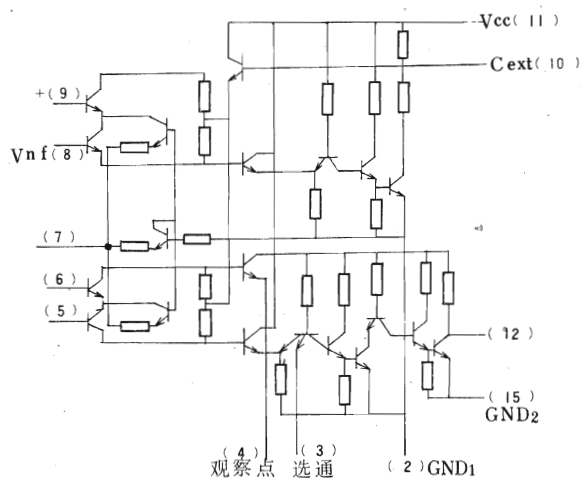 Vcc(11)
Cext(10)
+(9)
Vnf(8)
(7)
(6)
(5)
(12)
(15)
GND2
(4)
观察点
(3)
选通
(2)GND1